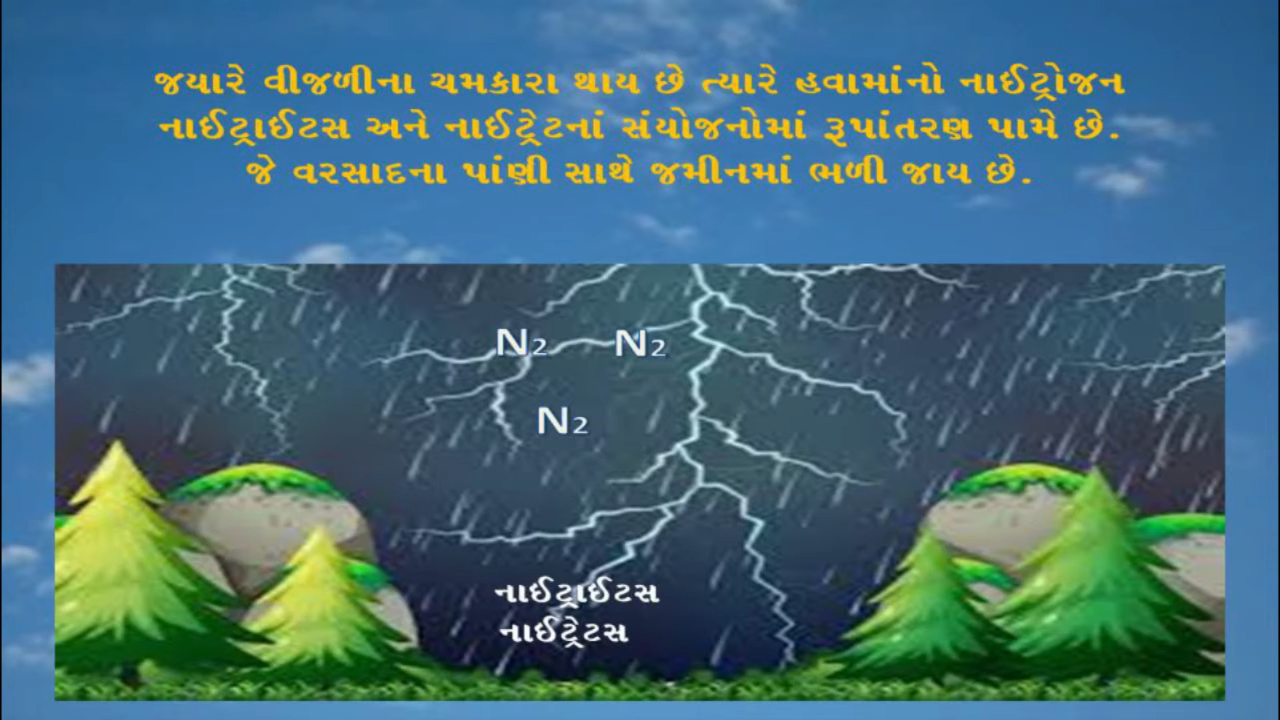 જયારે વીજળીના ચમકારા થાય છે ત્યારે હવામાંનો નાઈટ્રોજન
નાઈટ્રાઈટસ અને નાઈટ્રેટનાં સંયોજનોમાં રૂપાંતરણ પામે છે.
જે વરસાદના પાંણી સાથે જમીનમાં ભળી જાય છે.
N₂ N₂
N₂
નાઈટ્રાઈટસ
નાઈટ્રેટસ